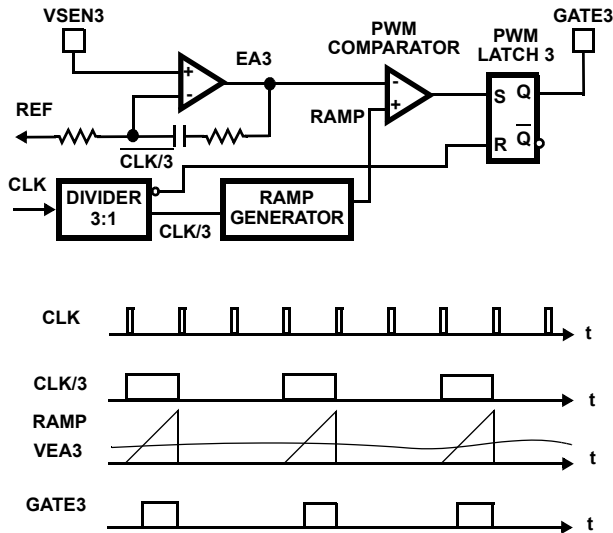 VSEN3
EA3
PWM
COMPARATOR
PWM
LATCH 3
GATE3
+
-
-
+
S Q
R Q̅
REF
RAMP
C̅L̅K̅/̅3̅
CLK
DIVIDER
3:1
RAMP
GENERATOR
CLK/3
CLK
t
CLK/3
t
RAMP
VEA3
t
GATE3
t